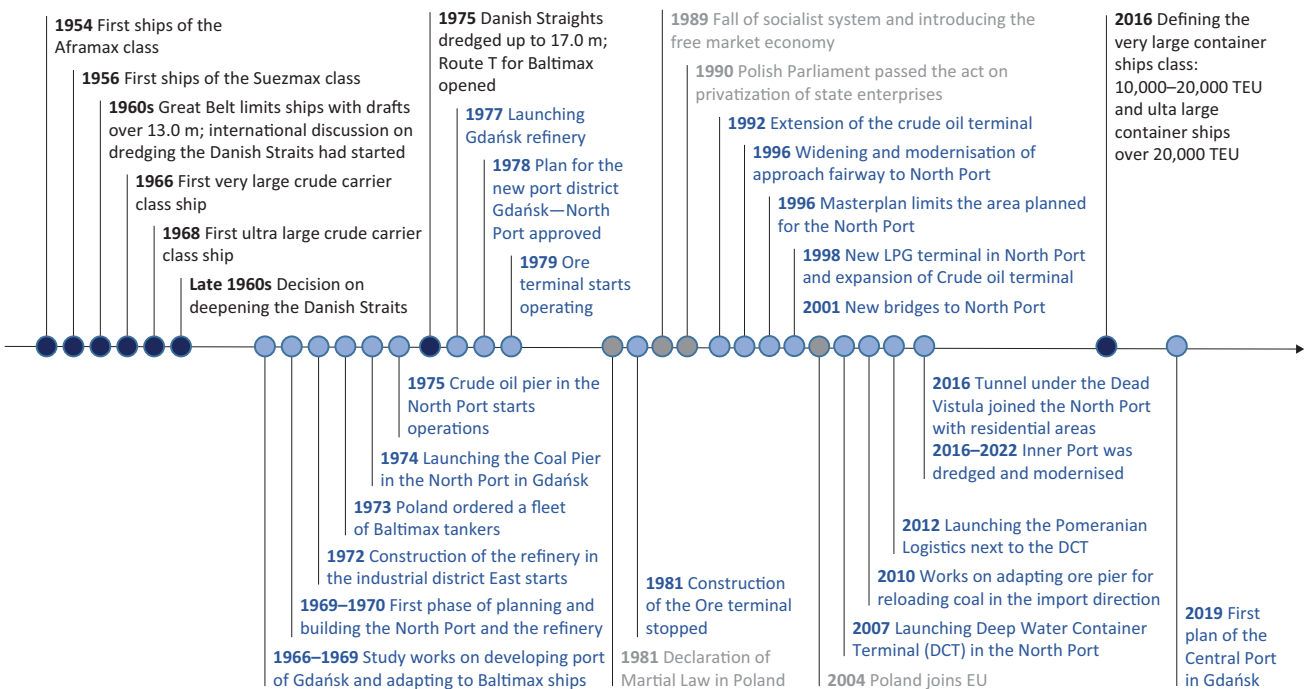 1954 First ships of the
Aframax class
1956 First ships of the Suezmax class
1960s Great Belt limits ships with drafts
over 13.0 m; international discussion on
dredging the Danish Straits had started
1966 First very large crude carrier
class ship
1968 First ultra large crude carrier
class ship
Late 1960s Decision on
deepening the Danish Straits
1975 Danish Straights
dredged up to 17.0 m;
Route T for Baltimax
opened
1977 Launching
Gdańsk refinery
1978 Plan for the
new port district
Gdańsk—North
Port approved
1979 Ore
terminal starts
operating
1989 Fall of socialist system and introducing the
free market economy
1990 Polish Parliament passed the act on
privatization of state enterprises
1992 Extension of the crude oil terminal
1996 Widening and modernisation of
approach fairway to North Port
1996 Masterplan limits the area planned
for the North Port
1998 New LPG terminal in North Port
and expansion of Crude oil terminal
2001 New bridges to North Port
2016 Defining the
very large container
ships class:
10,000–20,000 TEU
and ulta large
container ships
over 20,000 TEU
1975 Crude oil pier in the
North Port starts
operations
1974 Launching the Coal Pier
in the North Port in Gdańsk
1973 Poland ordered a fleet
of Baltimax tankers
1972 Construction of the refinery in
the industrial district East starts
1969–1970 First phase of planning and
building the North Port and the refinery
1966–1969 Study works on developing port
of Gdańsk and adapting to Baltimax ships
1981 Construction
of the Ore terminal
stopped
1981 Declaration of
Martial Law in Poland
2016 Tunnel under the Dead
Vistula joined the North Port
with residential areas
2016–2022 Inner Port was
dredged and modernised
2012 Launching the Pomeranian
Logistics next to the DCT
2010 Works on adapting ore pier for
reloading coal in the import direction
2007 Launching Deep Water Container
Terminal (DCT) in the North Port
2004 Poland joins EU
2019 First
plan of the
Central Port
in Gdańsk